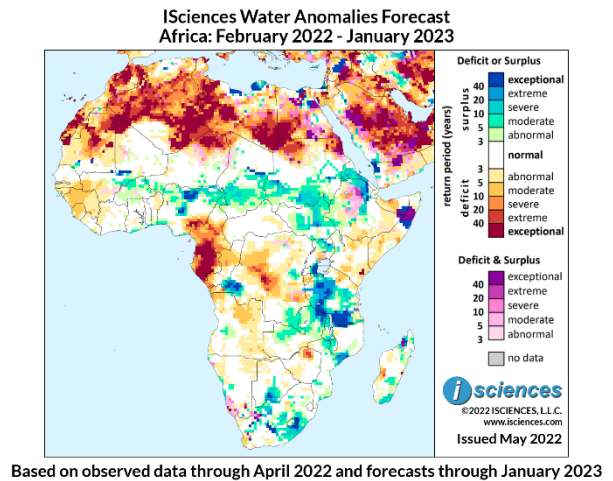 ISciences Water Anomalies Forecast
Africa: February 2022 - January 2023
Deficit or Surplus
return period (years)
surplus
40
20
10
5
3
exceptional
extreme
severe
moderate
abnormal
normal
deficit
3
5
10
20
40
abnormal
moderate
severe
extreme
exceptional
Deficit & Surplus
40
20
10
5
3
exceptional
extreme
severe
moderate
abnormal
no data
i sciences
©2022 ISCIENCES, L.L.C.
www.isciences.com
Issued May 2022
Based on observed data through April 2022 and forecasts through January 2023